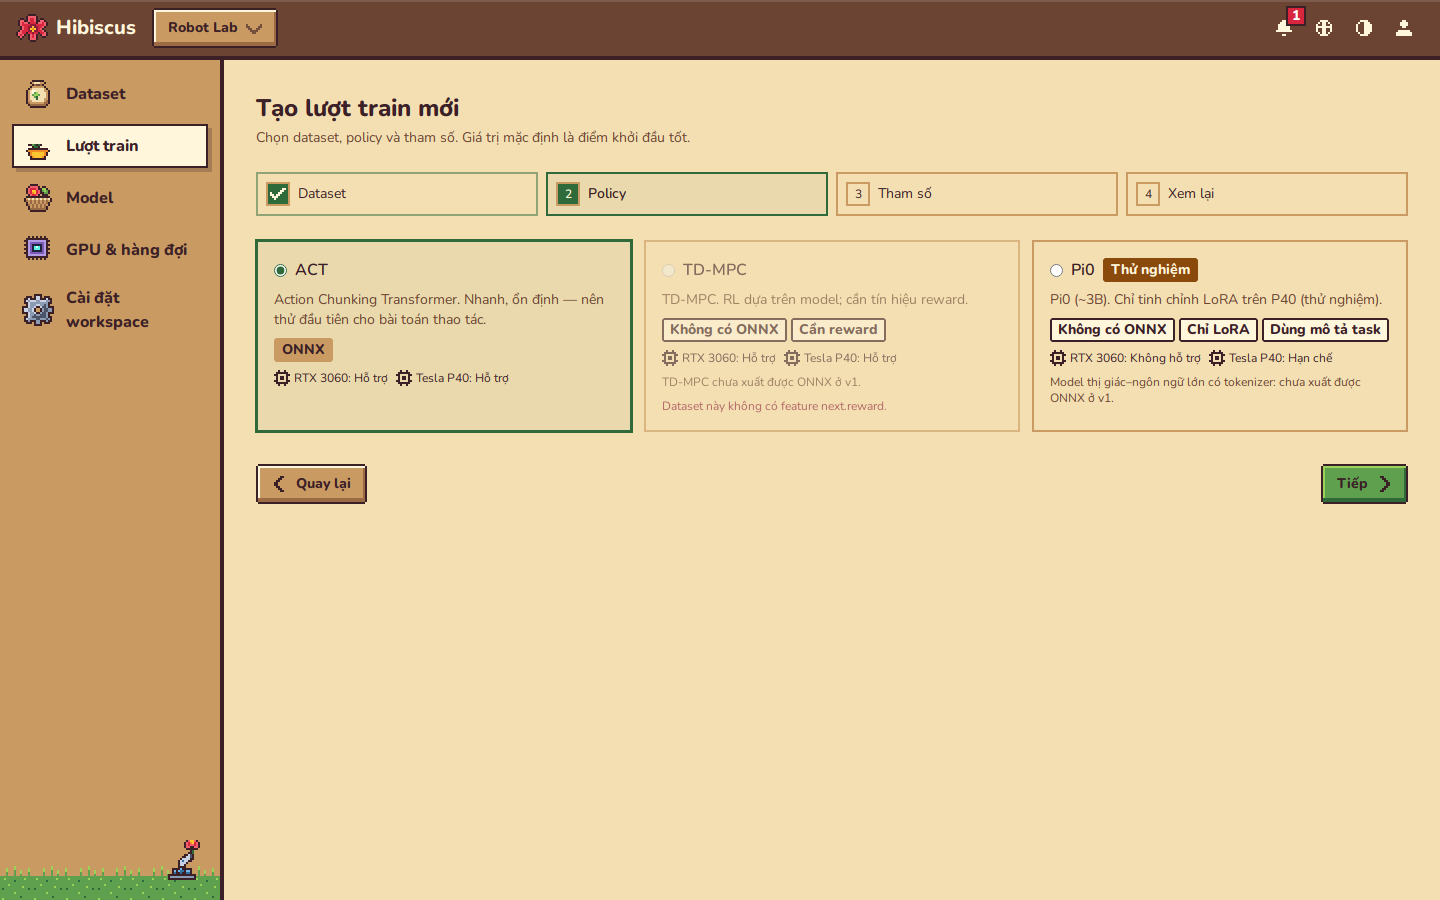 Hibiscus
Robot Lab
1
Dataset
Lượt train
Model
GPU & hàng đợi
Cài đặt
workspace
Tạo lượt train mới
Chọn dataset, policy và tham số. Giá trị mặc định là điểm khởi đầu tốt.
Dataset
2 Policy
3 Tham số
4 Xem lại
ACT
Action Chunking Transformer. Nhanh, ổn định — nên
thử đầu tiên cho bài toán thao tác.
ONNX
RTX 3060: Hỗ trợ Tesla P40: Hỗ trợ
TD-MPC
TD-MPC. RL dựa trên model; cần tín hiệu reward.
Không có ONNX Cần reward
RTX 3060: Hỗ trợ Tesla P40: Hỗ trợ
TD-MPC chưa xuất được ONNX ở v1.
Dataset này không có feature next.reward.
Pi0 Thử nghiệm
Pi0 (~3B). Chỉ tinh chỉnh LoRA trên P40 (thử nghiệm).
Không có ONNX Chỉ LoRA Dùng mô tả task
RTX 3060: Không hỗ trợ Tesla P40: Hạn chế
Model thị giác–ngôn ngữ lớn có tokenizer: chưa xuất được
ONNX ở v1.
Quay lại
Tiếp